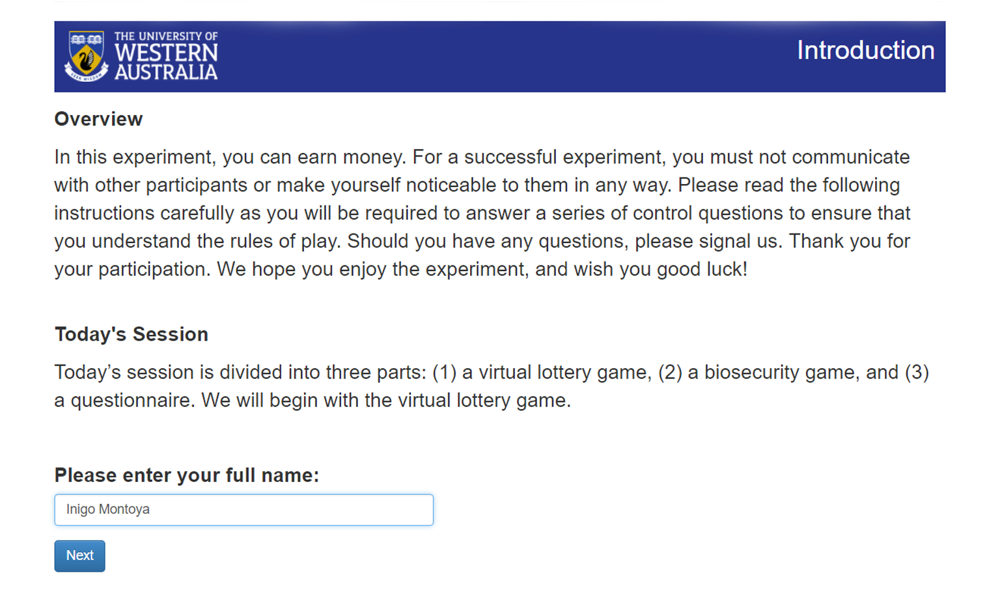 THE UNIVERSITY OF
WESTERN
AUSTRALIA
SEEK WISDOM
Introduction
Overview
In this experiment, you can earn money. For a successful experiment, you must not communicate
with other participants or make yourself noticeable to them in any way. Please read the following
instructions carefully as you will be required to answer a series of control questions to ensure that
you understand the rules of play. Should you have any questions, please signal us. Thank you for
your participation. We hope you enjoy the experiment, and wish you good luck!
Today's Session
Today’s session is divided into three parts: (1) a virtual lottery game, (2) a biosecurity game, and (3)
a questionnaire. We will begin with the virtual lottery game.
Please enter your full name:
Inigo Montoya
Next